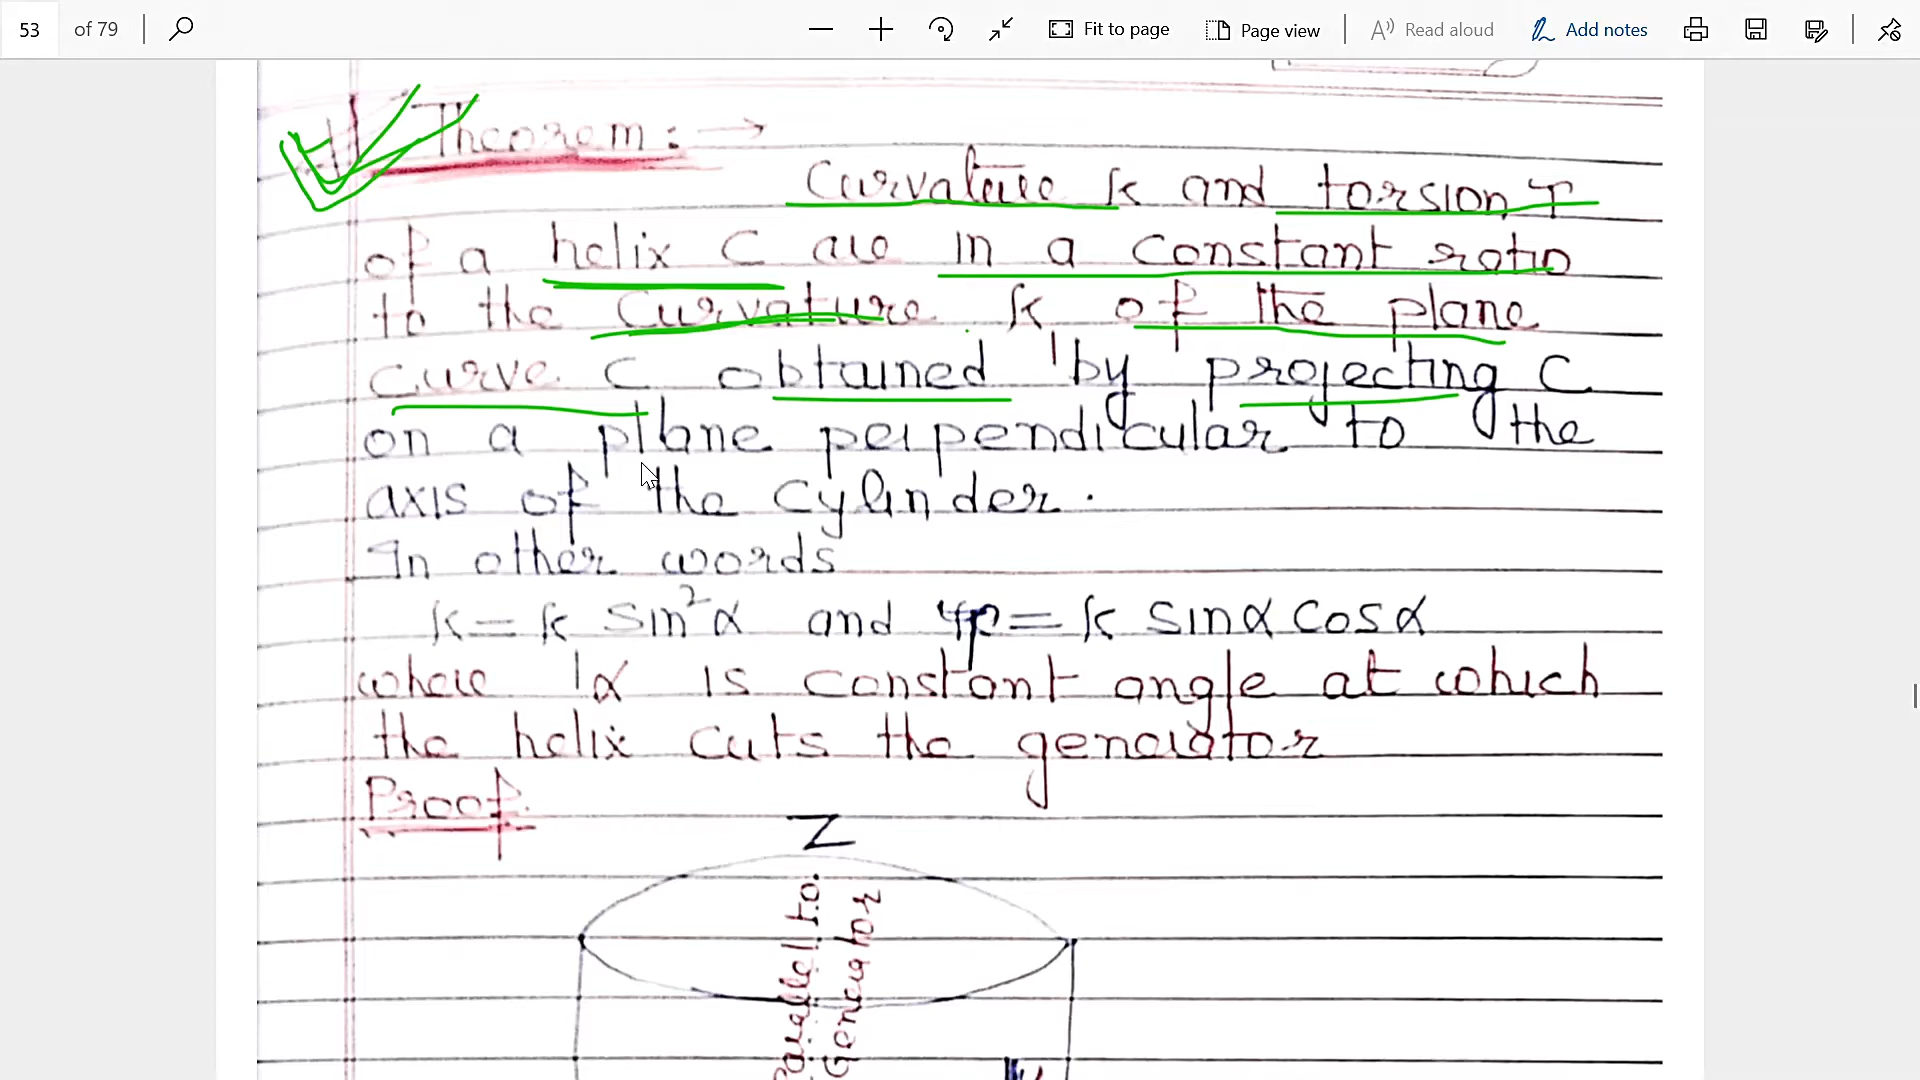 53 of 79 Fit to page Page view Read aloud Add notes
Theorem: →
Curvature k and torsion τ
of a helix C are in a constant ratio
to the curvature k of the plane
curve C obtained by projecting C
on a plane perpendicular to the
axis of the cylinder.
In other words
k = k sin²α and τ = k sinα cosα
where α is constant angle at which
the helix cuts the generator
Proof
Z
Parallel to
Generator